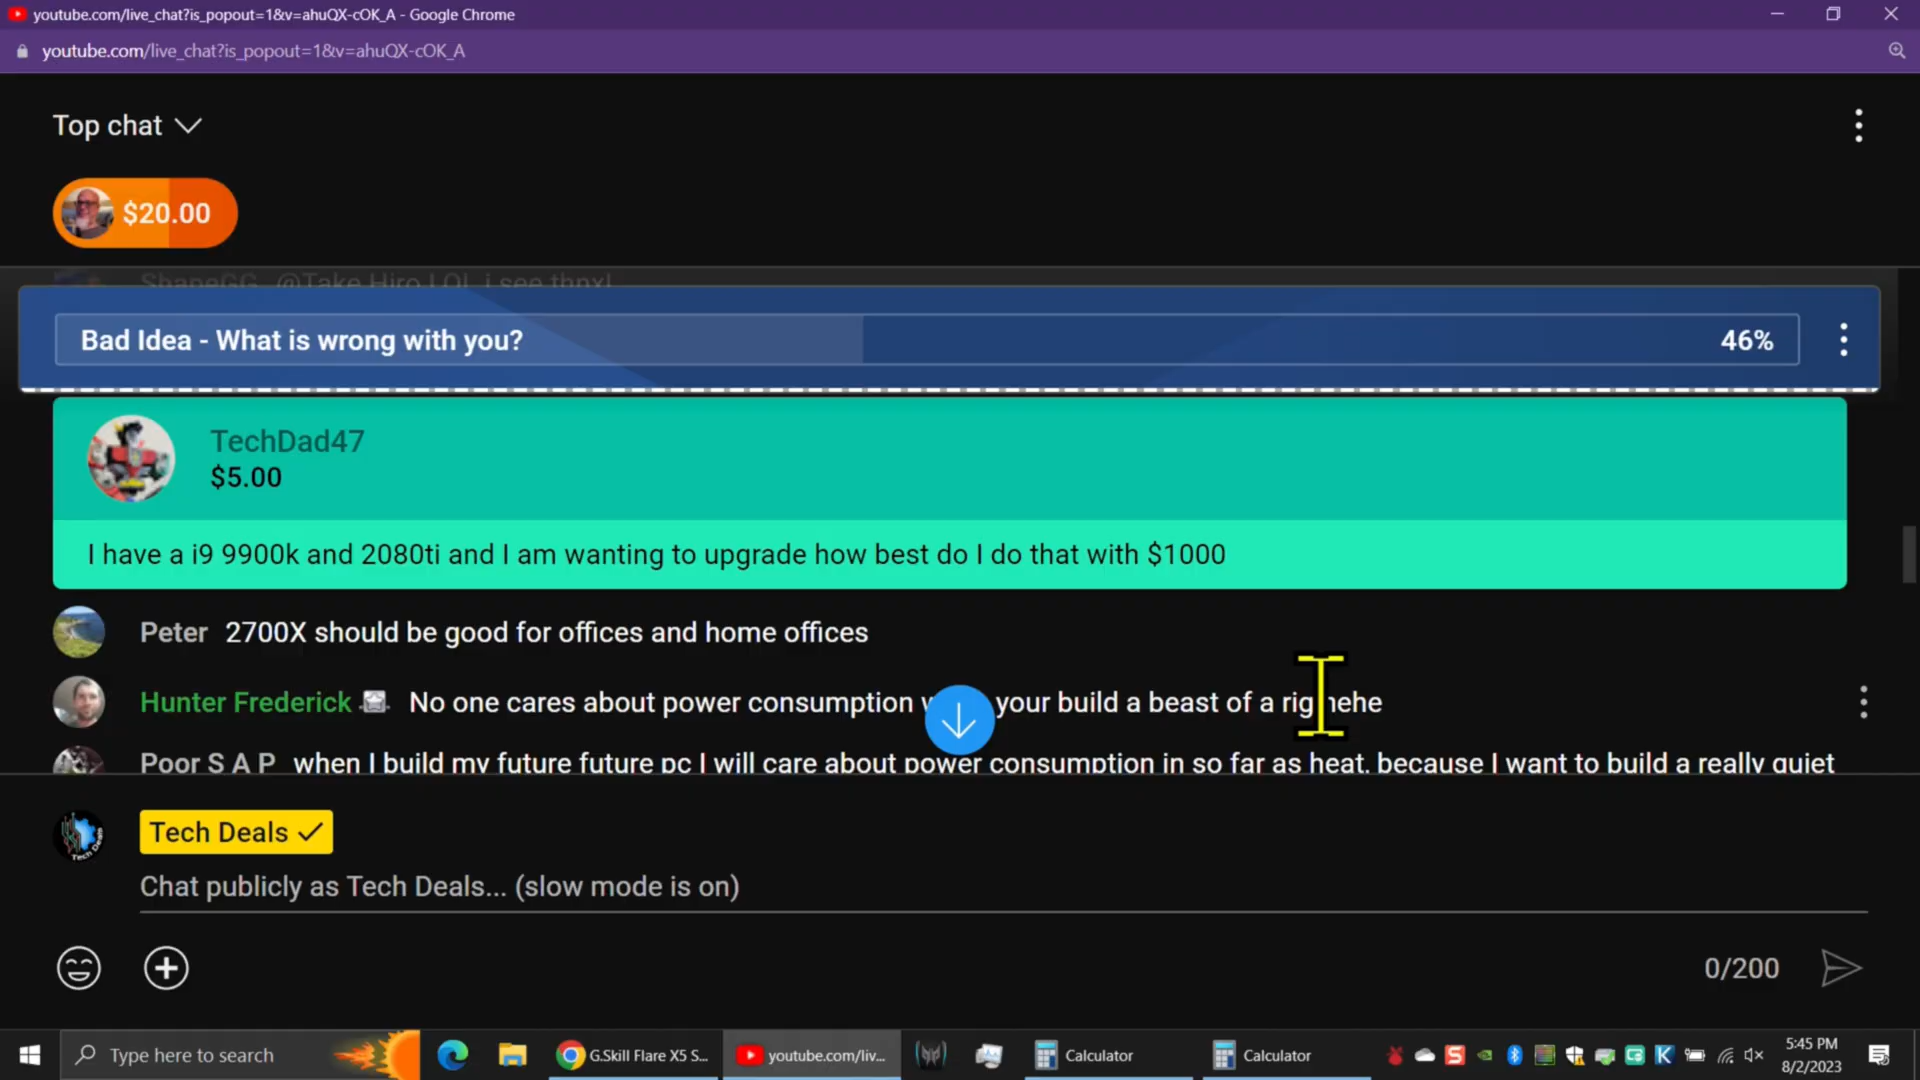 youtube.com/live_chat?is_popout=1&v=ahuQX-cOK_A - Google Chrome
youtube.com/live_chat?is_popout=1&v=ahuQX-cOK_A
Top chat
$20.00
ShaneGG @Take Hiro LOL i see thnx!
Bad Idea - What is wrong with you? 46%
TechDad47
$5.00
I have a i9 9900k and 2080ti and I am wanting to upgrade how best do I do that with $1000
Peter 2700X should be good for offices and home offices
Hunter Frederick No one cares about power consumption your build a beast of a rig hehe
Poor S A P when I build my future future pc I will care about power consumption in so far as heat, because I want to build a really quiet
Tech Deals
Chat publicly as Tech Deals... (slow mode is on)
0/200
Type here to search
G.Skill Flare X5 S...
youtube.com/liv...
Calculator
Calculator
5:45 PM
8/2/2023